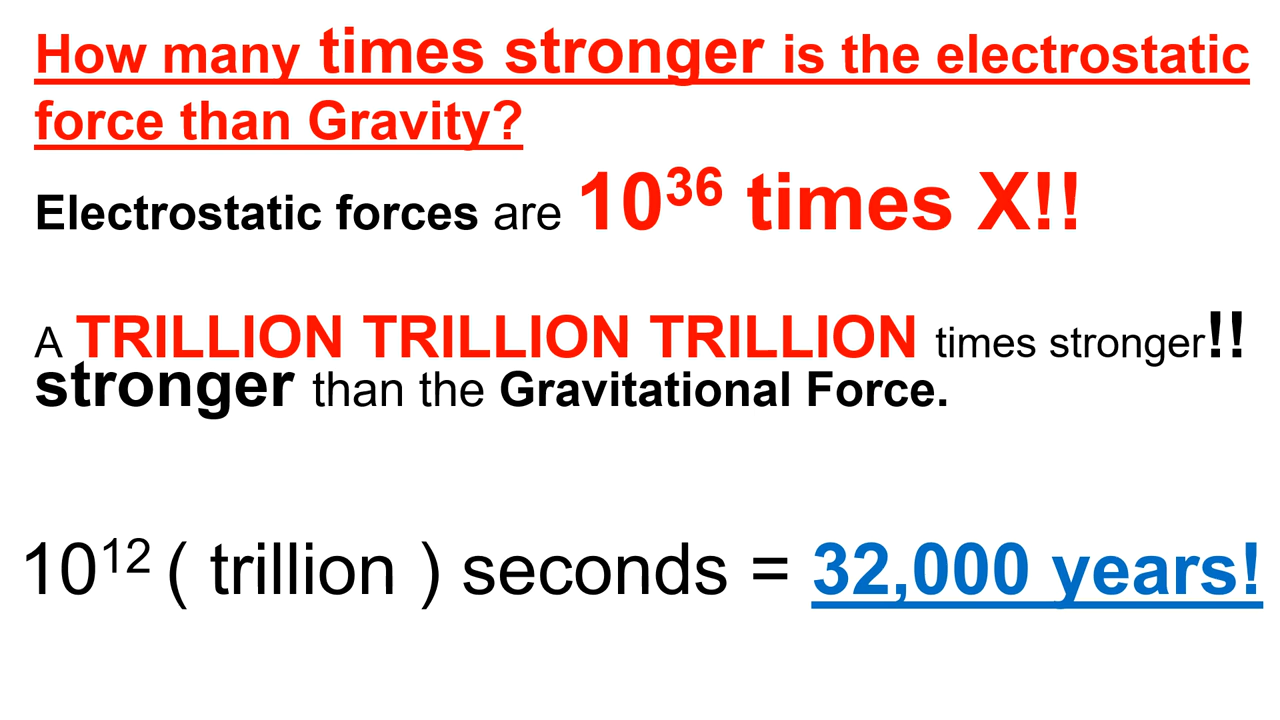 How many times stronger is the electrostatic
force than Gravity?
Electrostatic forces are 10³⁶ times X!!
A TRILLION TRILLION TRILLION times stronger!!
stronger than the Gravitational Force.
10¹² ( trillion ) seconds = 32,000 years!